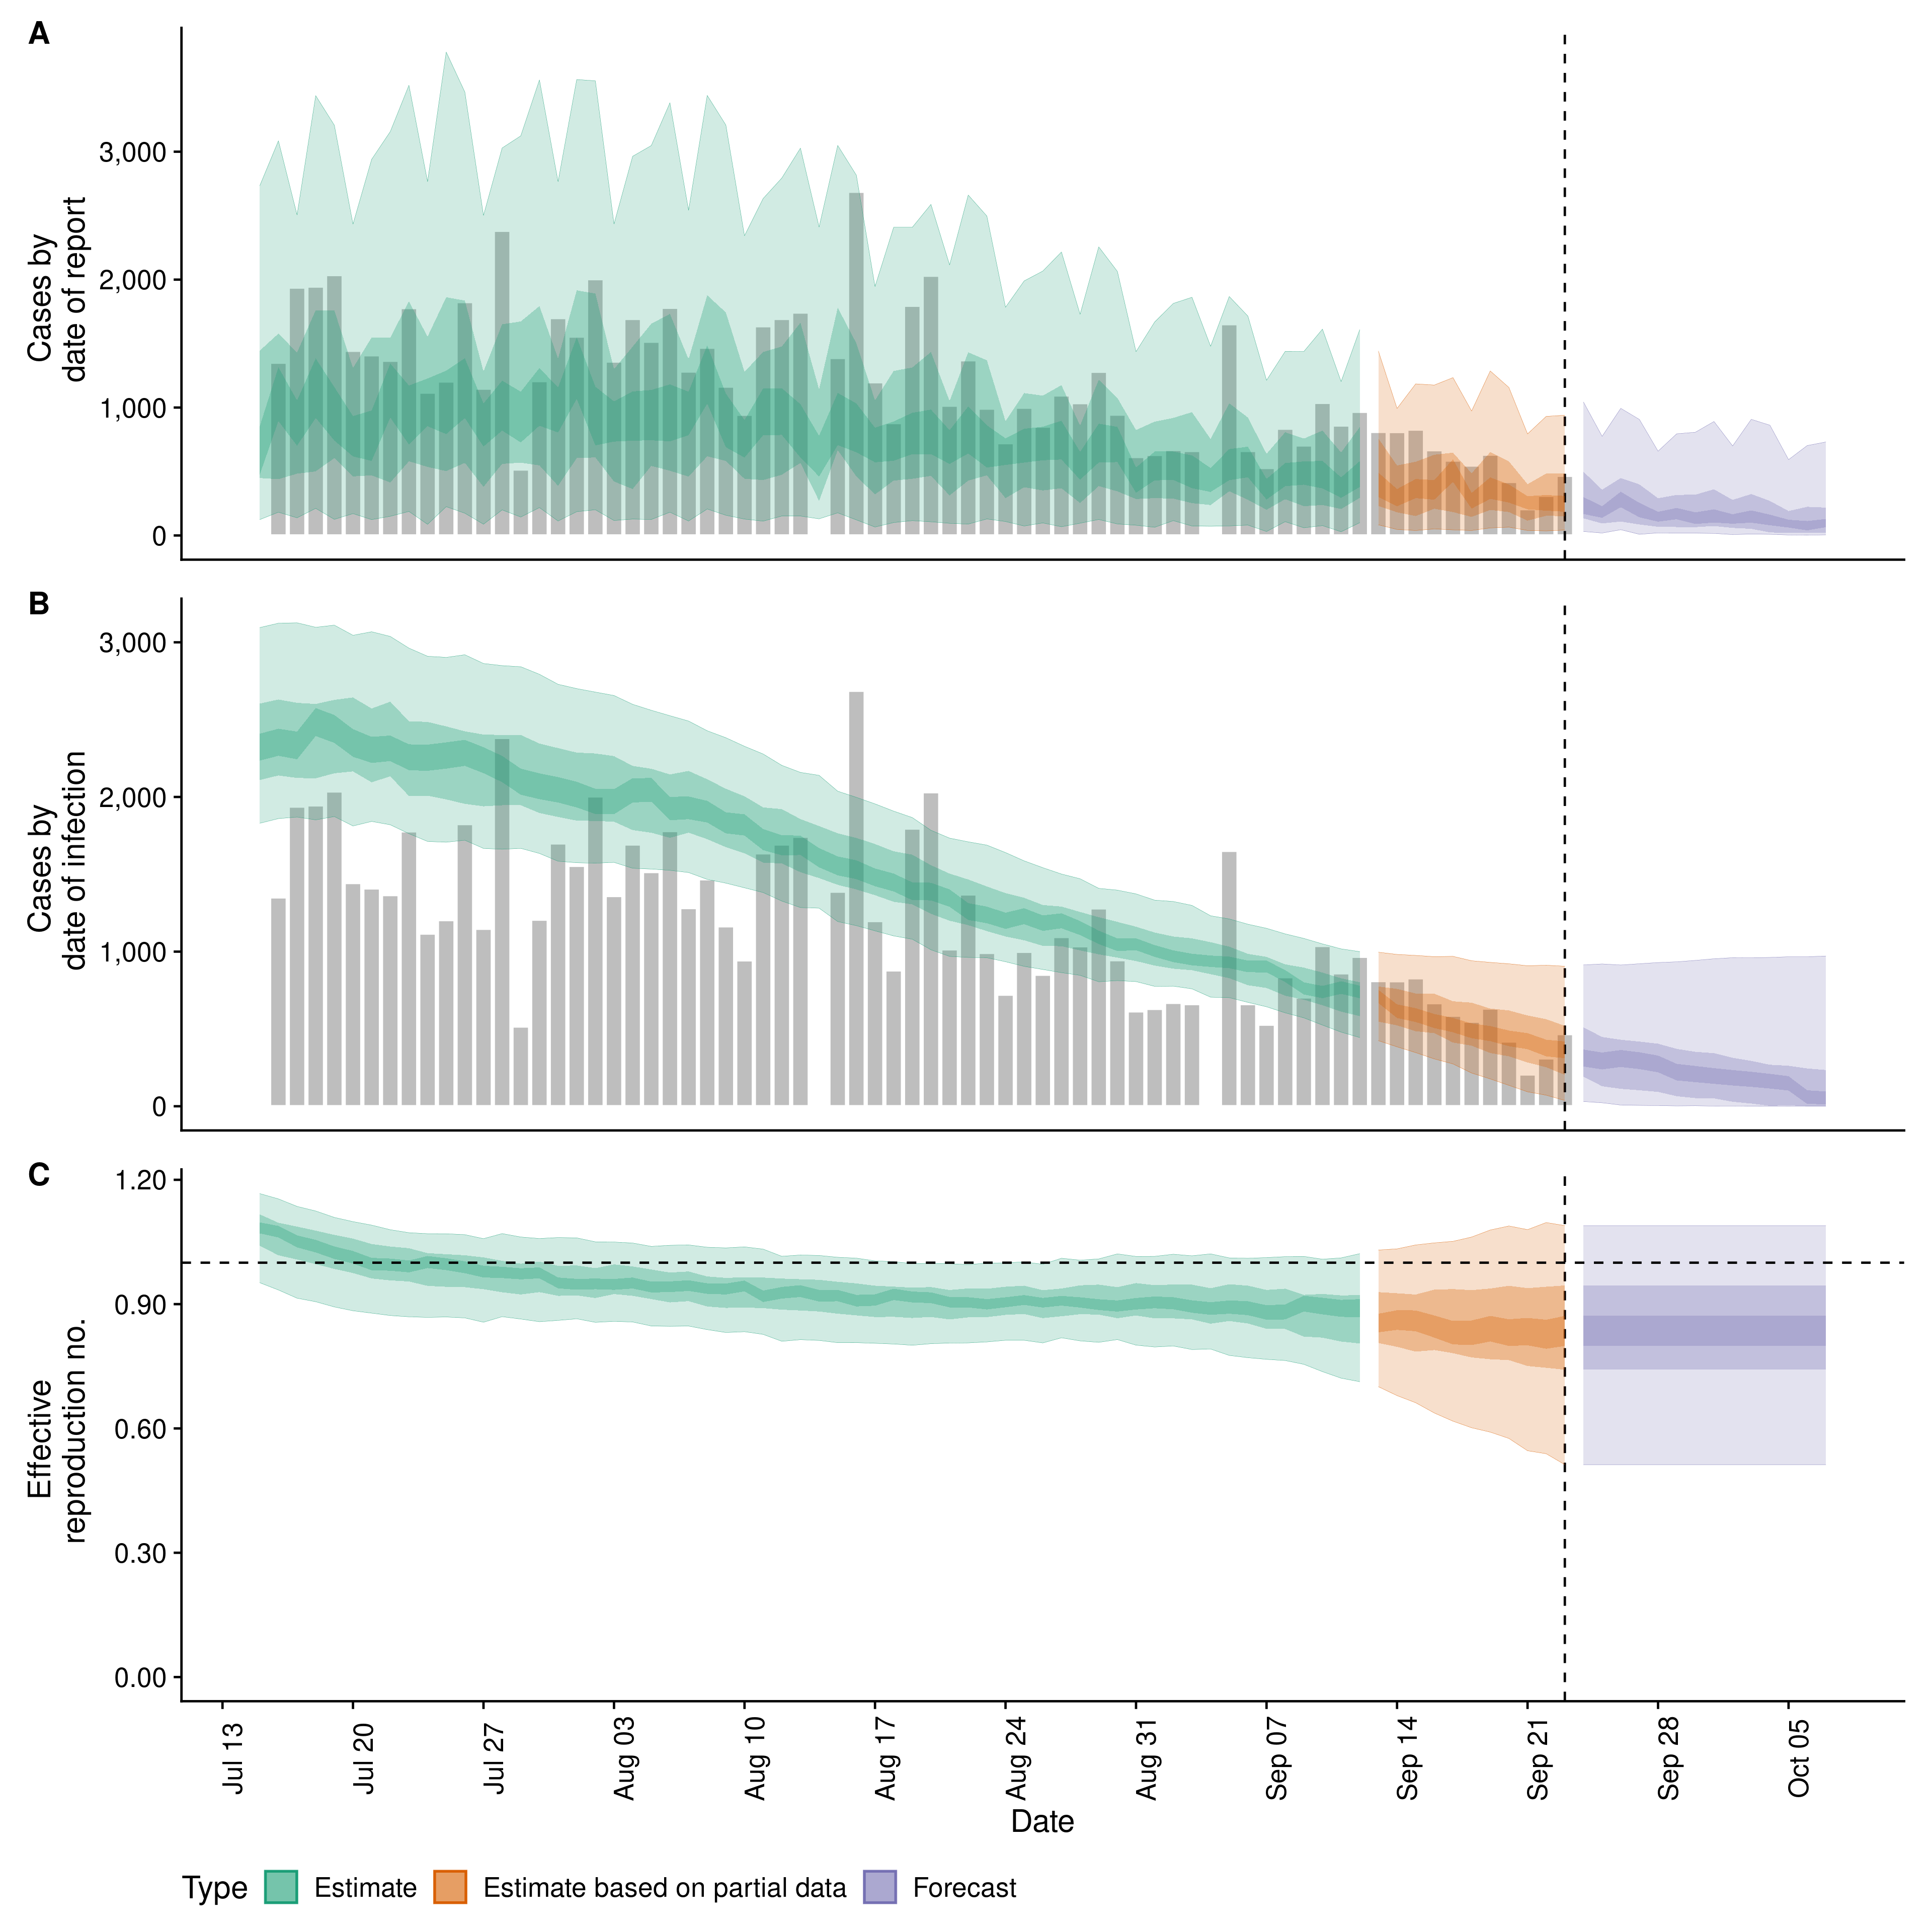 A
Cases by
date of report
3,000
2,000
1,000
0
B
Cases by
date of infection
3,000
2,000
1,000
0
C
Effective
reproduction no.
1.20
0.90
0.60
0.30
0.00
Jul 13
Jul 20
Jul 27
Aug 03
Aug 10
Aug 17
Aug 24
Aug 31
Sep 07
Sep 14
Sep 21
Sep 28
Oct 05
Date
Type Estimate Estimate based on partial data Forecast